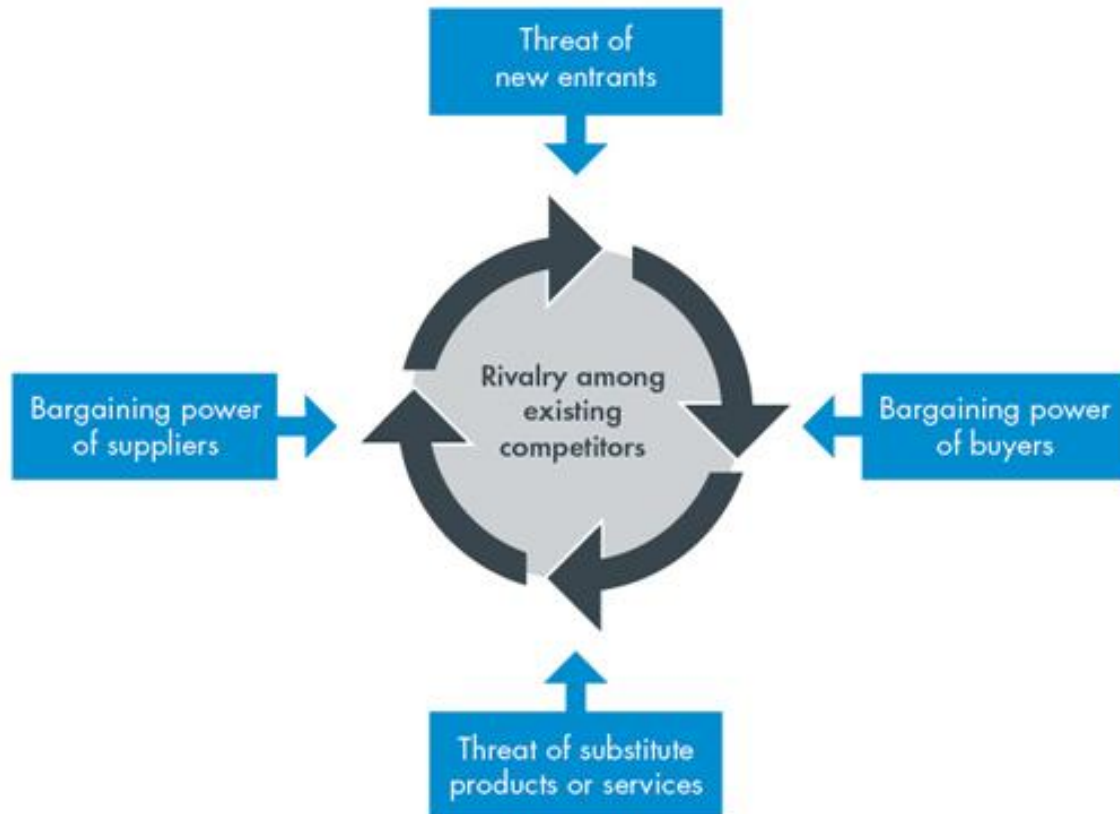 Threat of
new entrants
Bargaining power
of suppliers
Rivalry among
existing
competitors
Bargaining power
of buyers
Threat of substitute
products or services